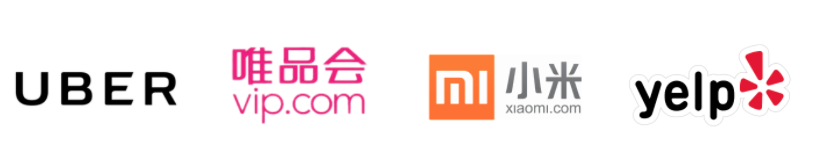 UBER
唯品会
vip.com
mi 小米
xiaomi.com
yelp